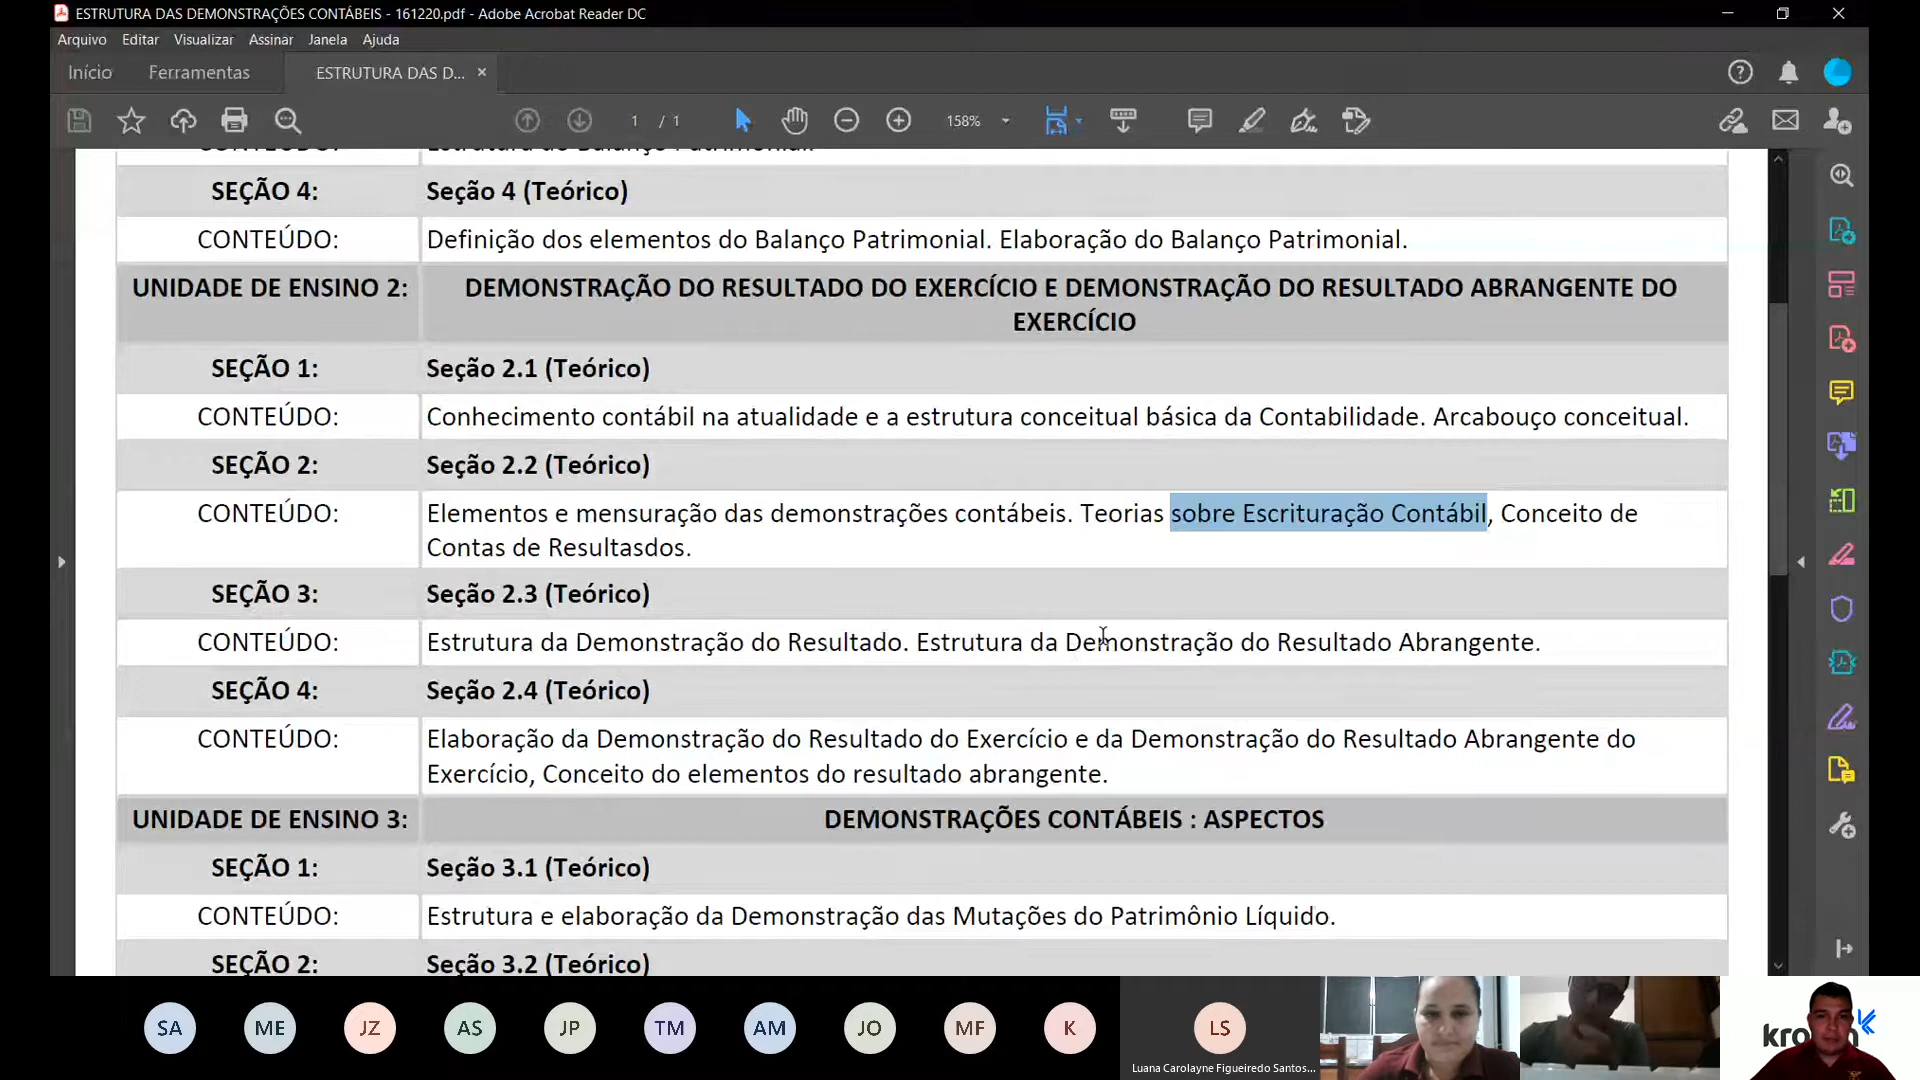 ESTRUTURA DAS DEMONSTRAÇÕES CONTÁBEIS - 161220.pdf - Adobe Acrobat Reader DC
Arquivo Editar Visualizar Assinar Janela Ajuda
Início Ferramentas ESTRUTURA DAS D... ×
1 / 1 158%
CONTEÚDO: Estrutura do Balanço Patrimonial.
SEÇÃO 4: Seção 4 (Teórico)
CONTEÚDO: Definição dos elementos do Balanço Patrimonial. Elaboração do Balanço Patrimonial.
UNIDADE DE ENSINO 2: DEMONSTRAÇÃO DO RESULTADO DO EXERCÍCIO E DEMONSTRAÇÃO DO RESULTADO ABRANGENTE DO
EXERCÍCIO
SEÇÃO 1: Seção 2.1 (Teórico)
CONTEÚDO: Conhecimento contábil na atualidade e a estrutura conceitual básica da Contabilidade. Arcabouço conceitual.
SEÇÃO 2: Seção 2.2 (Teórico)
CONTEÚDO: Elementos e mensuração das demonstrações contábeis. Teorias sobre Escrituração Contábil, Conceito de
Contas de Resultasdos.
SEÇÃO 3: Seção 2.3 (Teórico)
CONTEÚDO: Estrutura da Demonstração do Resultado. Estrutura da Demonstração do Resultado Abrangente.
SEÇÃO 4: Seção 2.4 (Teórico)
CONTEÚDO: Elaboração da Demonstração do Resultado do Exercício e da Demonstração do Resultado Abrangente do
Exercício, Conceito do elementos do resultado abrangente.
UNIDADE DE ENSINO 3: DEMONSTRAÇÕES CONTÁBEIS : ASPECTOS
SEÇÃO 1: Seção 3.1 (Teórico)
CONTEÚDO: Estrutura e elaboração da Demonstração das Mutações do Patrimônio Líquido.
SEÇÃO 2: Seção 3.2 (Teórico)
SA ME JZ AS JP TM AM JO MF K LS
Luana Carolayne Figueiredo Santos...